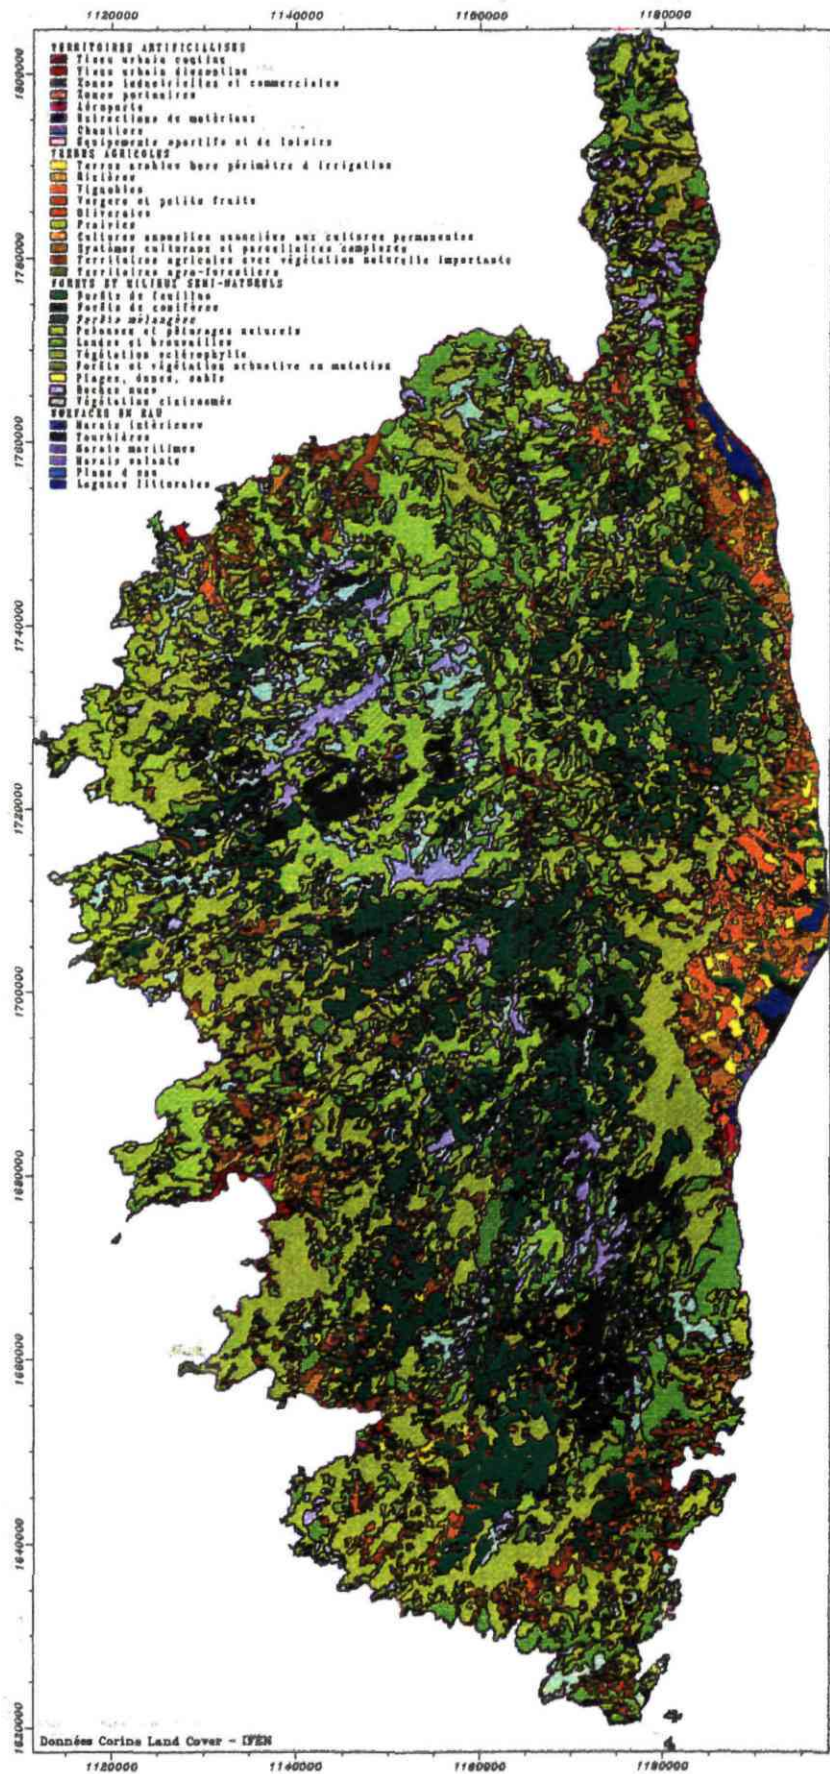 1120000 1140000 1160000 1180000
TERRITOIRES ARTIFICIALISES
Tissu urbain continu
Tissu urbain discontinu
Zones industrielles et commerciales
Zones portuaires
Aéroports
Extractions de matériaux
Chantiers
Equipements sportifs et de loisirs
TERRES AGRICOLES
Terres arables hors périmètre d irrigation
Rizières
Vignobles
Vergers et petits fruits
Oliveraies
Prairies
Cultures annuelles associées aux cultures permanentes
Systèmes culturaux et parcellaires complexes
Territoires agricoles avec végétation naturelle importante
Territoires agro-forestiers
FORETS ET MILIEUX SEMI-NATURELS
Forêts de feuillus
Forêts de conifères
Forêts mélangées
Pelouses et pâturages naturels
Landes et broussailles
Végétation sclérophylle
Forêts et végétation arbustive en mutation
Plages, dunes, sable
Roches nues
Végétation clairsemée
SURFACES EN EAU
Marais intérieurs
Tourbières
Marais maritimes
Marais salants
Plans d eau
Lagunes littorales
1800000
1780000
1760000
1740000
1720000
1700000
1680000
1660000
1640000
1620000
Données Corine Land Cover - IFEN
1120000 1140000 1160000 1180000